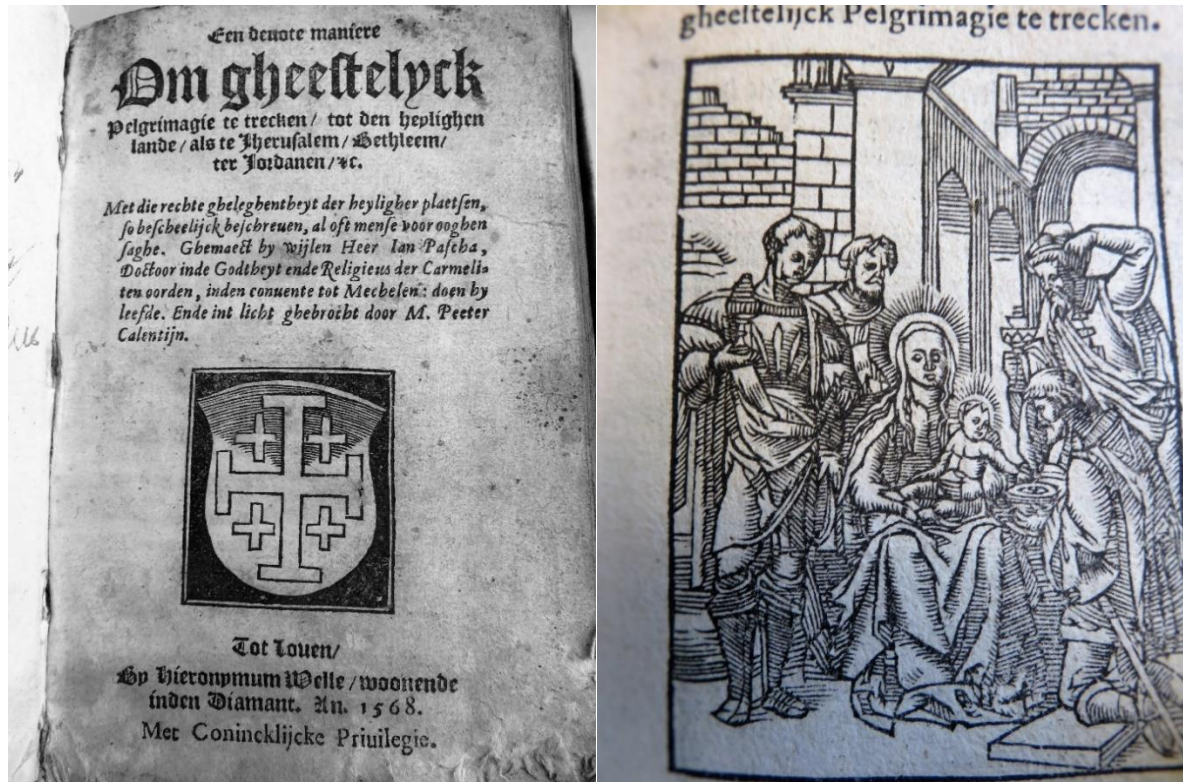 Een deuote maniere
Om gheestelyck
Pelgrimagie te trecken/ tot den heylighen
lande/ als te Jherusalem/ Bethleem/
ter Jordanen/ &c.
Met die rechte gheleghentheyt der heyligher plaetsen,
so bescheelijck beschreuen, al oft mense voor ooghen
saghe. Ghemaect by wijlen Heer Ian Pascha,
Doctoor inde Godtheyt ende Religieus der Carmeli-
ten oorden, inden conuente tot Mechelen: doen hy
leefde. Ende int licht ghebrocht door M. Peeter
Calentijn.
Tot Louen/
By Hieronymum Welle/ woonende
inden Diamant. An. 1568.
Met Conincklijcke Priuilegie.
gheestelijck Pelgrimagie te trecken.